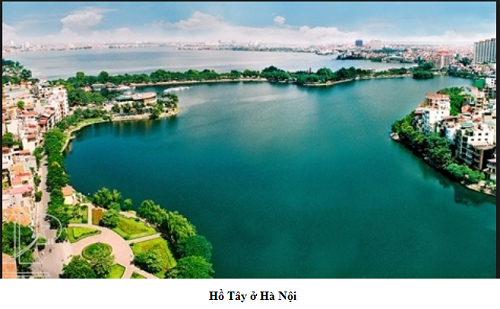 Hồ Tây ở Hà Nội